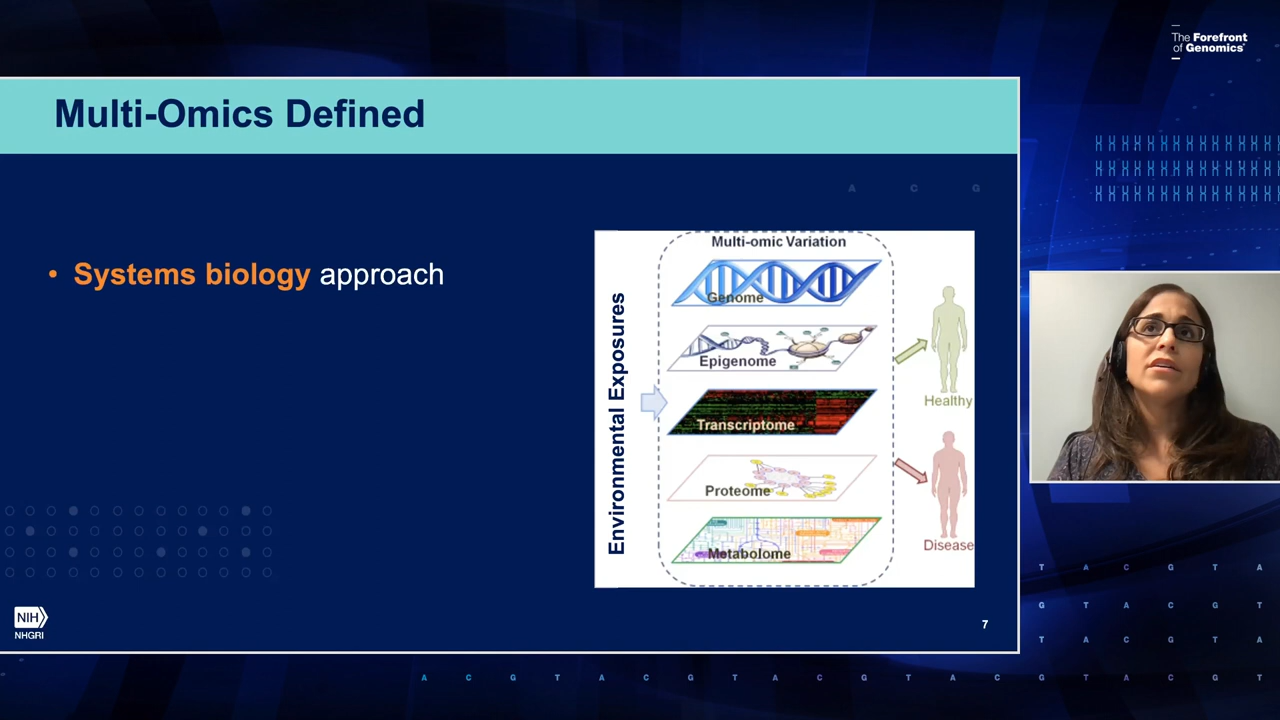 The Forefront
of Genomics®
Multi-Omics Defined
A C G
• Systems biology approach
Multi-omic Variation
Environmental Exposures
Genome
Epigenome
Transcriptome
Proteome
Metabolome
Healthy
Disease
NIH
NHGRI
7
T A C G T A
G T A C G T
T A C G T A
A C G T A C G T A C G T A C G T A C G T A C G T A C G T